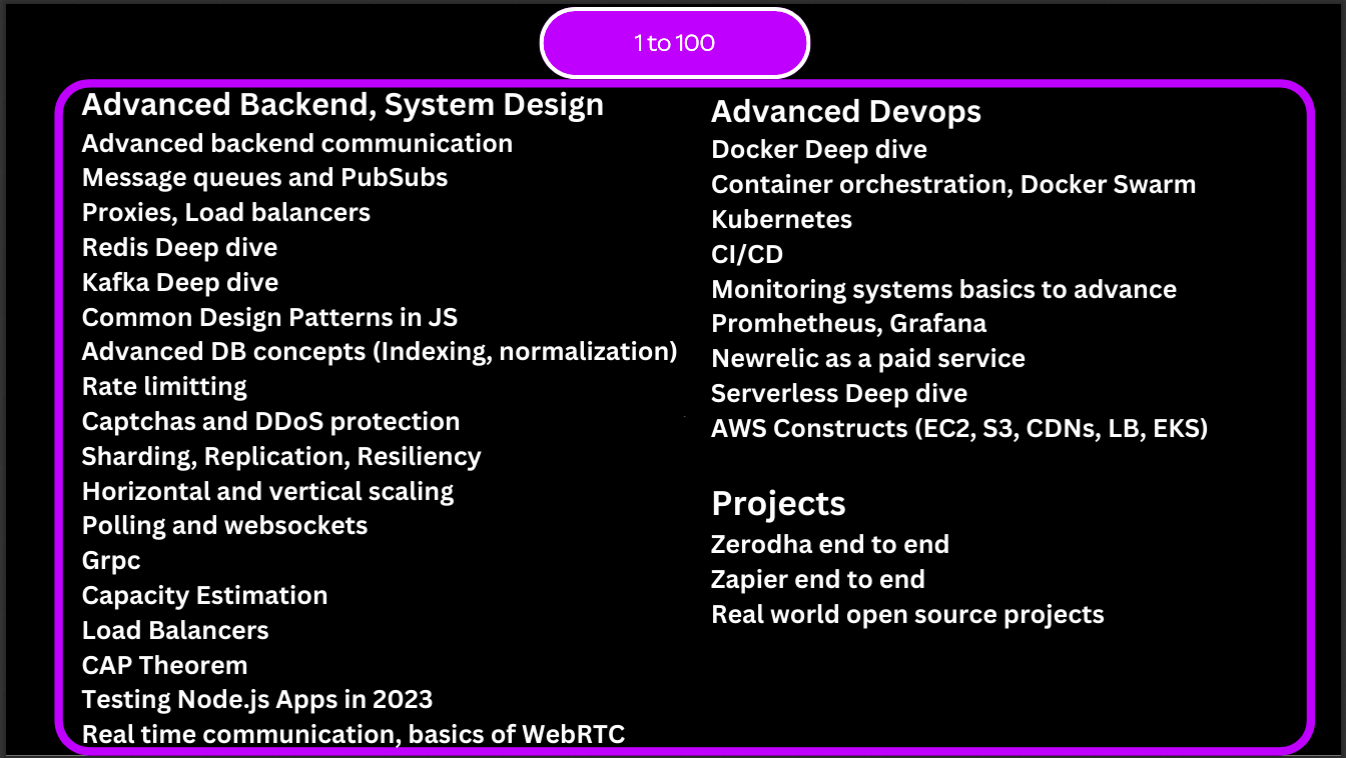 1 to 100
Advanced Backend, System Design
Advanced backend communication
Message queues and PubSubs
Proxies, Load balancers
Redis Deep dive
Kafka Deep dive
Common Design Patterns in JS
Advanced DB concepts (Indexing, normalization)
Rate limitting
Captchas and DDoS protection
Sharding, Replication, Resiliency
Horizontal and vertical scaling
Polling and websockets
Grpc
Capacity Estimation
Load Balancers
CAP Theorem
Testing Node.js Apps in 2023
Real time communication, basics of WebRTC
Advanced Devops
Docker Deep dive
Container orchestration, Docker Swarm
Kubernetes
CI/CD
Monitoring systems basics to advance
Promhetheus, Grafana
Newrelic as a paid service
Serverless Deep dive
AWS Constructs (EC2, S3, CDNs, LB, EKS)
Projects
Zerodha end to end
Zapier end to end
Real world open source projects